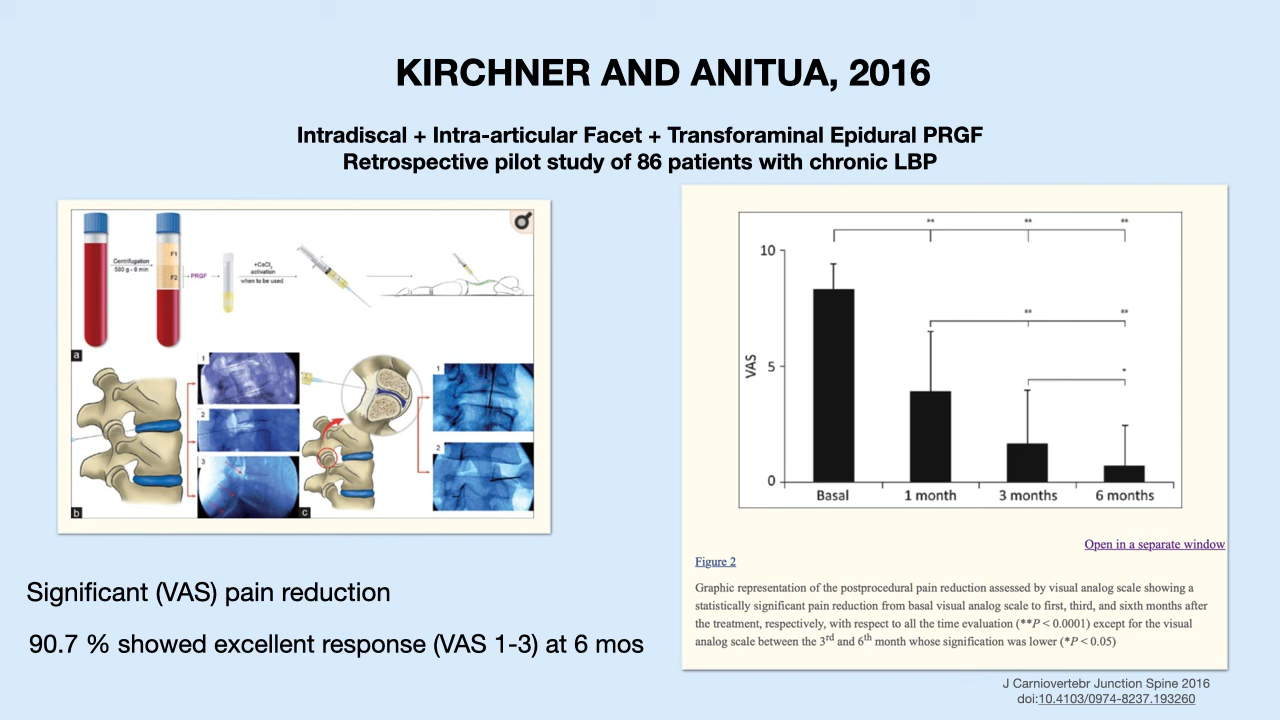 KIRCHNER AND ANITUA, 2016
Intradiscal + Intra-articular Facet + Transforaminal Epidural PRGF
Retrospective pilot study of 86 patients with chronic LBP
Centrifugation
580 g - 8 min
F1
F2
PRGF
+CaCl2
activation
when to be used
a
1
2
3
b
1
2
c
**
**
**
10
**
**
*
5
VAS
0
Basal
1 month
3 months
6 months
Open in a separate window
Figure 2
Graphic representation of the postprocedural pain reduction assessed by visual analog scale showing a
statistically significant pain reduction from basal visual analog scale to first, third, and sixth months after
the treatment, respectively, with respect to all the time evaluation (**P < 0.0001) except for the visual
analog scale between the 3rd and 6th month whose signification was lower (*P < 0.05)
Significant (VAS) pain reduction
90.7 % showed excellent response (VAS 1-3) at 6 mos
J Carniovertebr Junction Spine 2016
doi:10.4103/0974-8237.193260